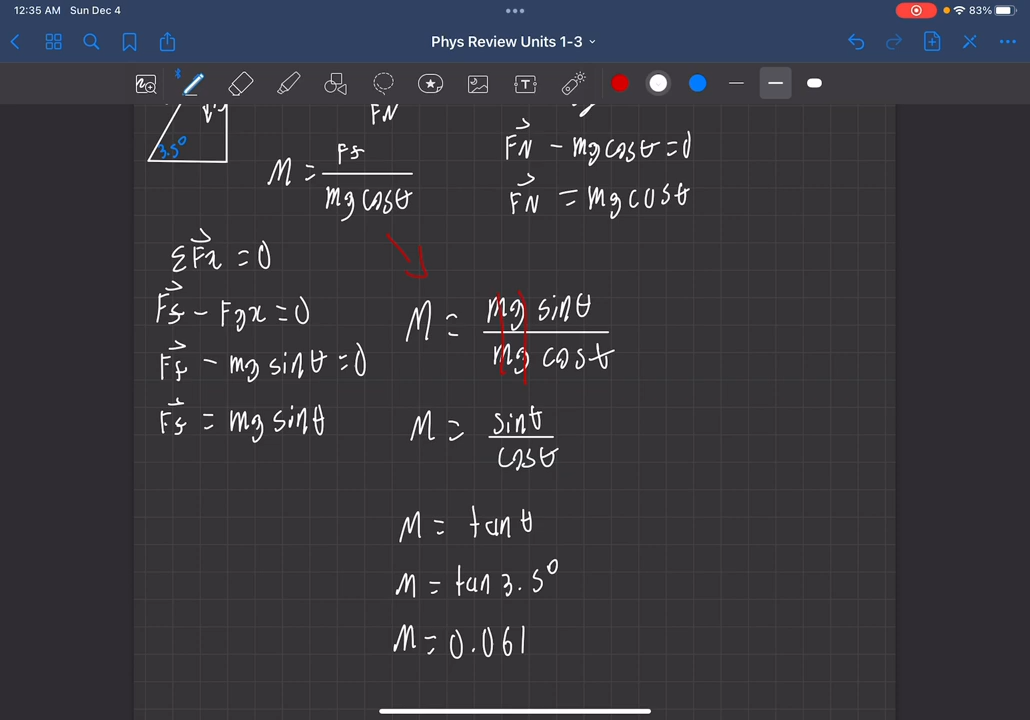 12:35 AM Sun Dec 4
83%
Phys Review Units 1-3
T
3.5°
FN
M = Ff / mg cosθ
FN - mg cosθ = 0
FN = mg cosθ
ΣFx = 0
Ff - Fgx = 0
Ff - mg sinθ = 0
Ff = mg sinθ
M = mg sinθ / mg cosθ
M = sinθ / cosθ
M = tanθ
M = tan 3.5°
M = 0.061